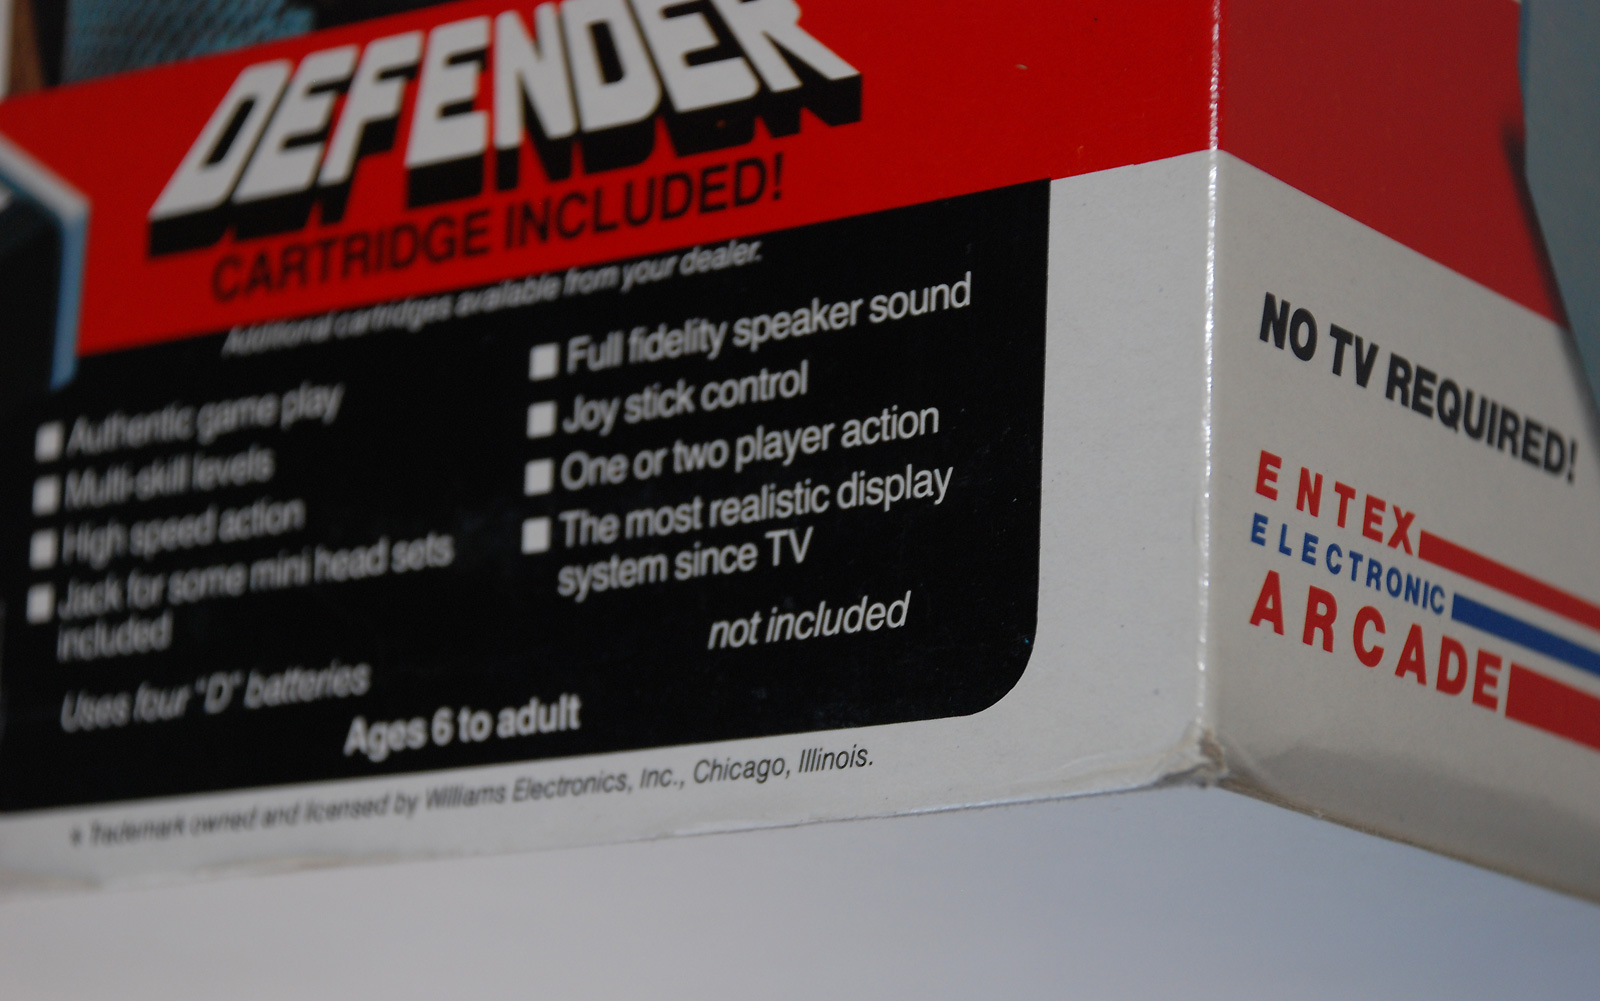 DEFENDER
CARTRIDGE INCLUDED!
Additional cartridges available from your dealer.
Authentic game play
Multi-skill levels
High speed action
Jack for some mini head sets
included
Full fidelity speaker sound
Joy stick control
One or two player action
The most realistic display
system since TV
Uses four "D" batteries
not included
Ages 6 to adult
* Trademark owned and licensed by Williams Electronics, Inc., Chicago, Illinois.
NO TV REQUIRED!
ENTEX
ELECTRONIC
ARCADE